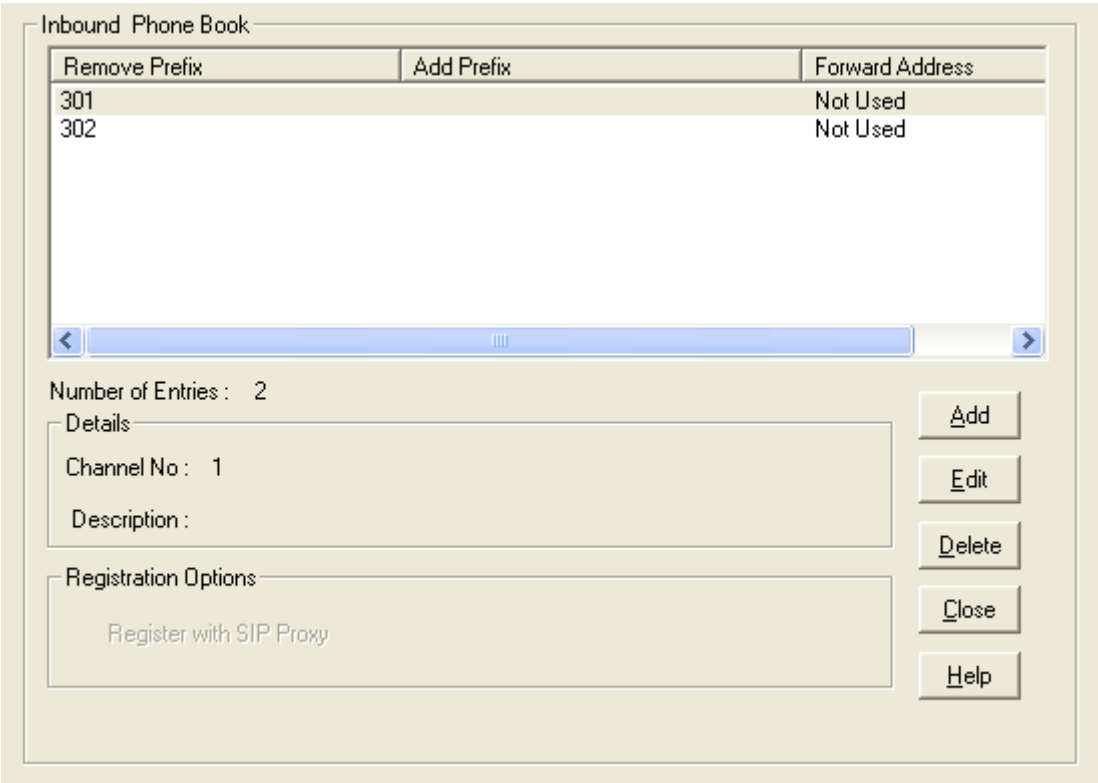 Inbound Phone Book
Remove Prefix Add Prefix Forward Address
301 Not Used
302 Not Used
Number of Entries : 2
Add
Details
Channel No : 1
Edit
Description :
Delete
Registration Options
Close
Register with SIP Proxy
Help